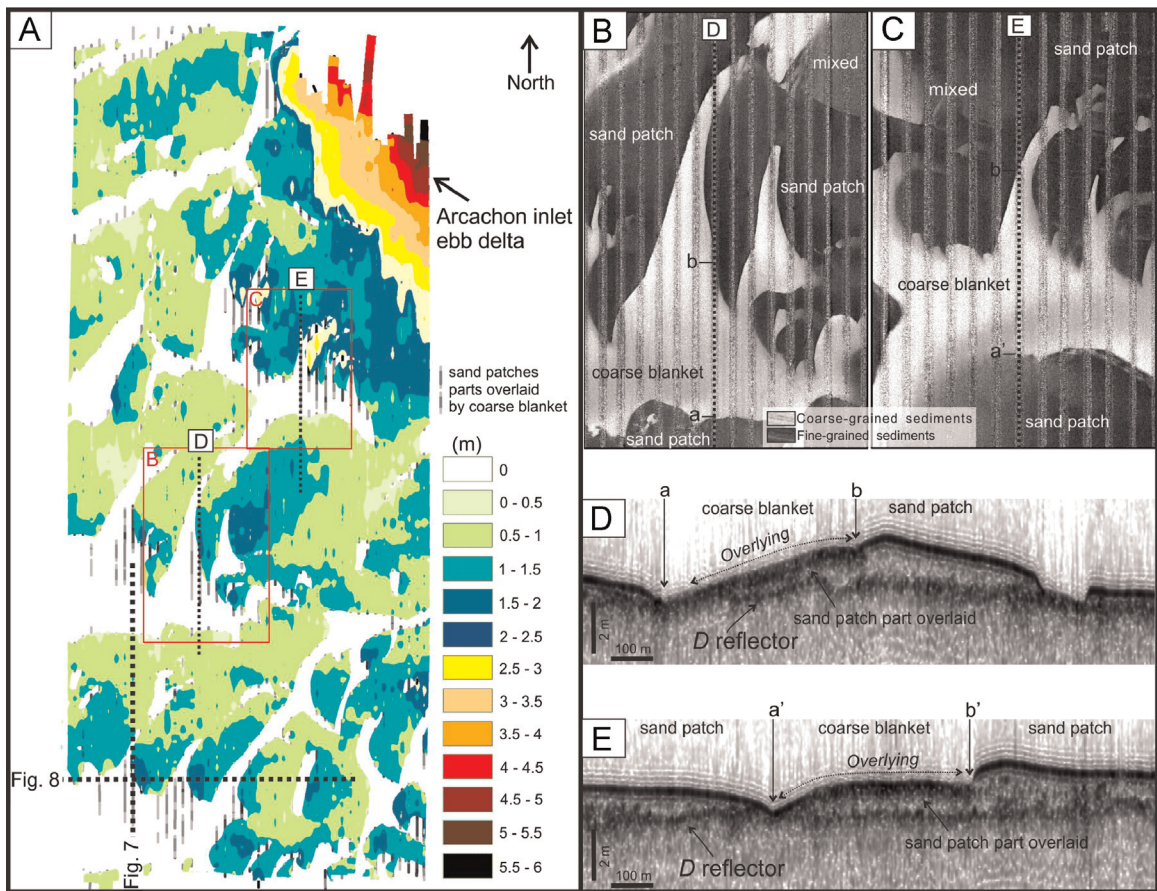 A
North
Arcachon inlet
ebb delta
E
C
D
B
sand patches
parts overlaid
by coarse blanket
(m)
0
0 - 0.5
0.5 - 1
1 - 1.5
1.5 - 2
2 - 2.5
2.5 - 3
3 - 3.5
3.5 - 4
4 - 4.5
4.5 - 5
5 - 5.5
5.5 - 6
Fig. 8
Fig. 7
B
D
mixed
sand patch
sand patch
b
coarse blanket
a
sand patch
Coarse-grained sediments
Fine-grained sediments
C
E
sand patch
mixed
b
coarse blanket
a'
sand patch
D
a
b
coarse blanket
sand patch
Overlying
sand patch part overlaid
D reflector
2 m
100 m
E
sand patch
a'
coarse blanket
b'
sand patch
Overlying
sand patch part overlaid
D reflector
2 m
100 m